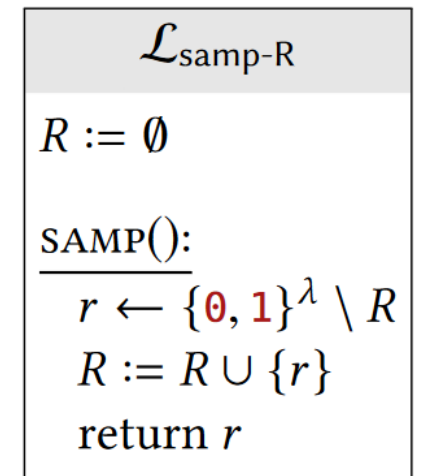 𝓛samp-R
R := ∅
SAMP():
r ← {0, 1}^λ \ R
R := R ∪ {r}
return r